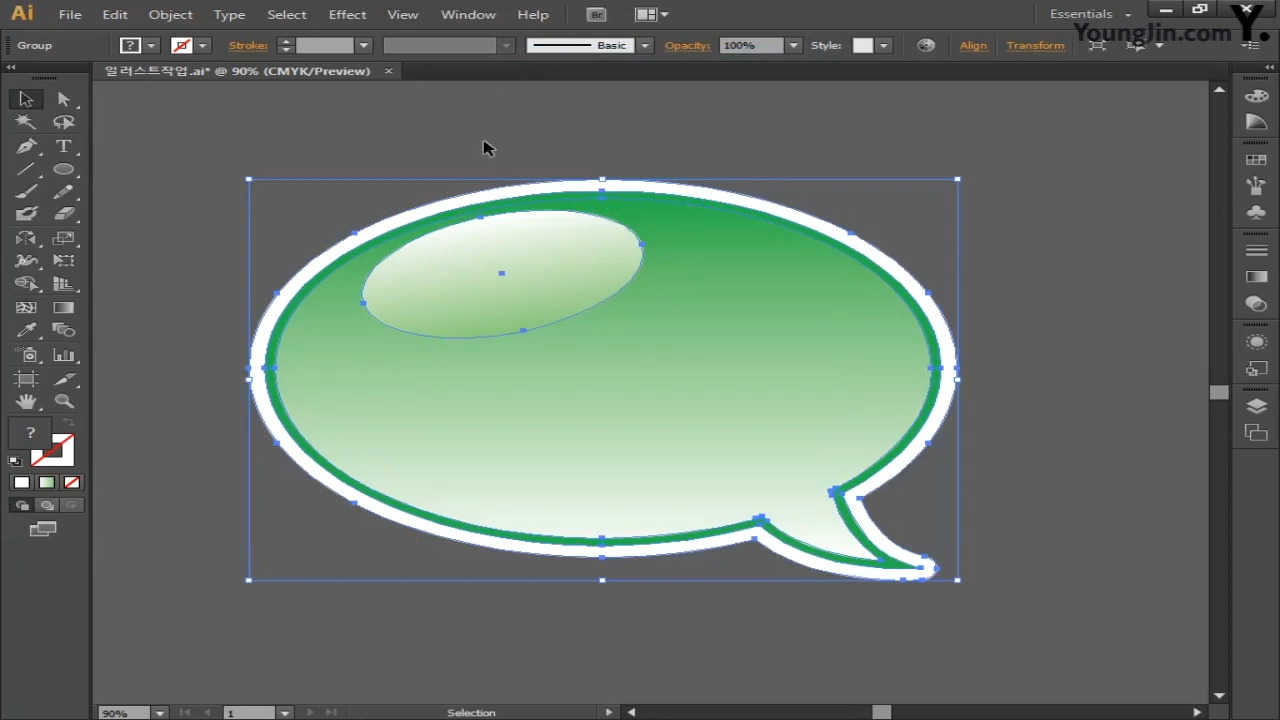 Ai File Edit Object Type Select Effect View Window Help Br Essentials
YoungJin.com Y.
Group ? Stroke: Basic Opacity: 100% Style: Align Transform
일러스트작업.ai* @ 90% (CMYK/Preview) ×
T
?
90% 1 Selection